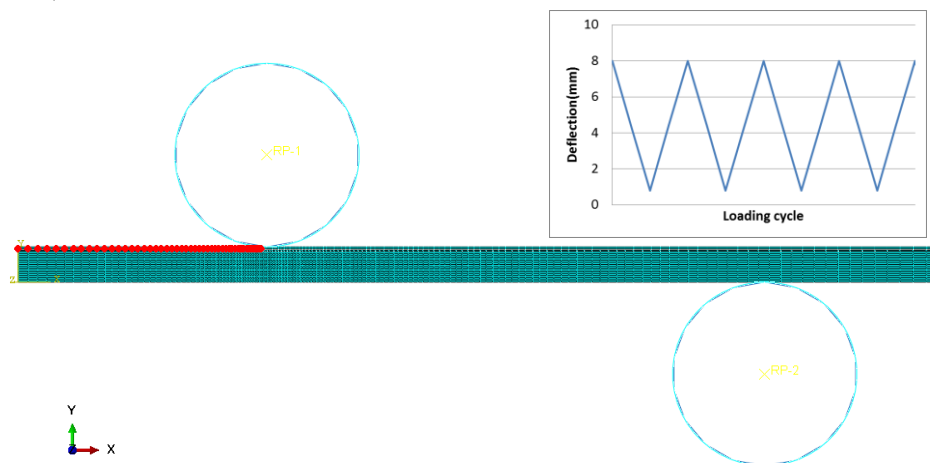 10
8
6
4
2
0
Deflection(mm)
Loading cycle
RP-1
Y
Z
X
RP-2
Y
Z
X